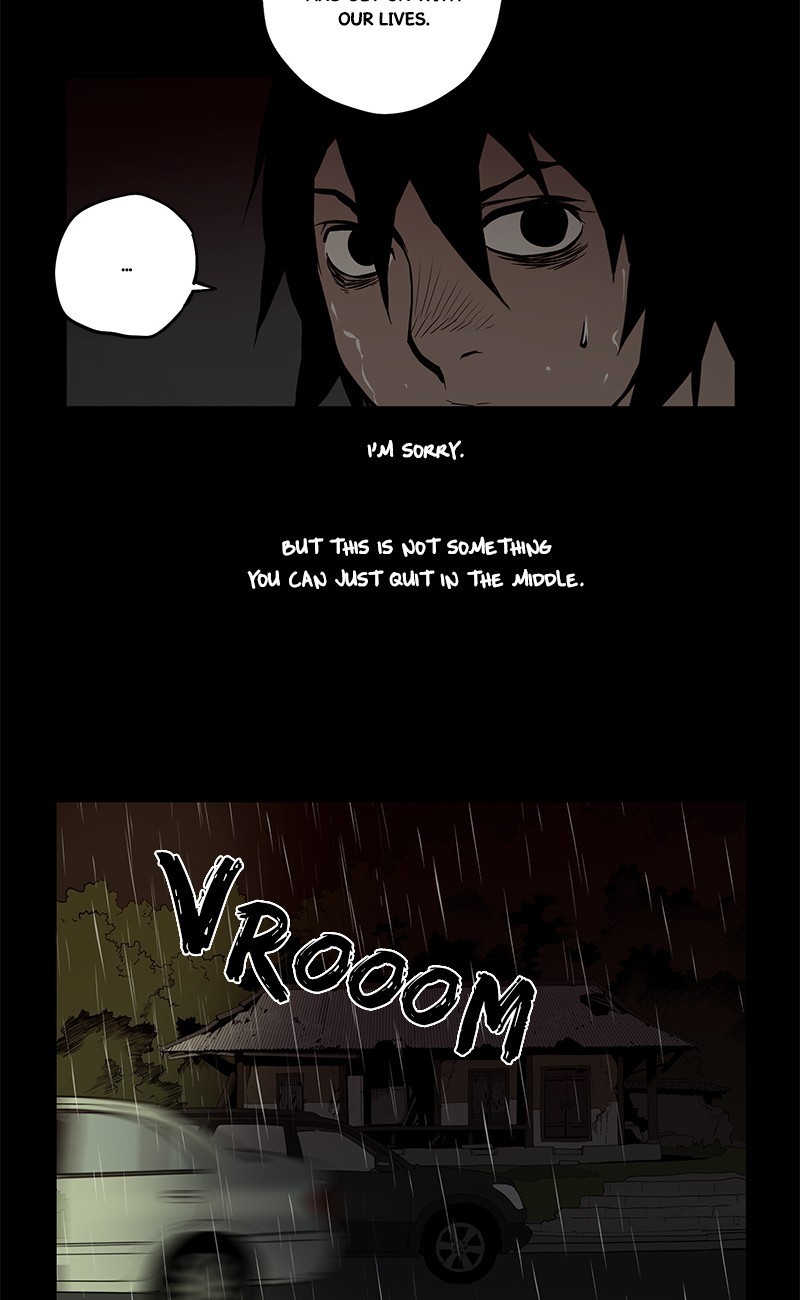 OUR LIVES.
...
I'M SORRY.
BUT THIS IS NOT SOMETHING
YOU CAN JUST QUIT IN THE MIDDLE.
VROOOM